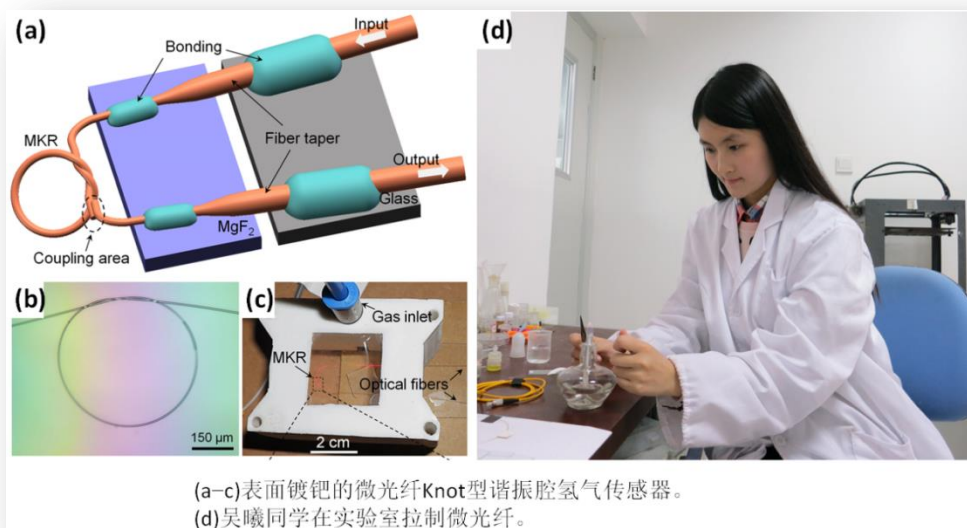 (a)
Bonding
Input
MKR
Fiber taper
Output
Glass
MgF2
Coupling area
(b)
150 μm
(c)
Gas inlet
MKR
Optical fibers
2 cm
(d)
(a–c)表面镀钯的微光纤Knot型谐振腔氢气传感器。
(d)吴曦同学在实验室拉制微光纤。